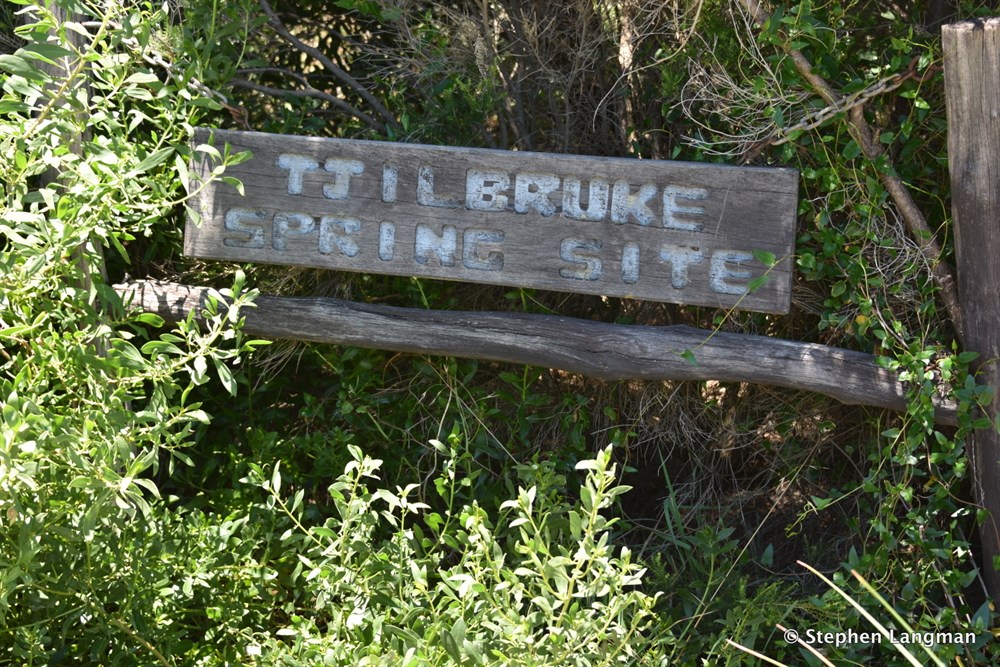 TJILBRUKE
SPRING SITE
© Stephen Langman